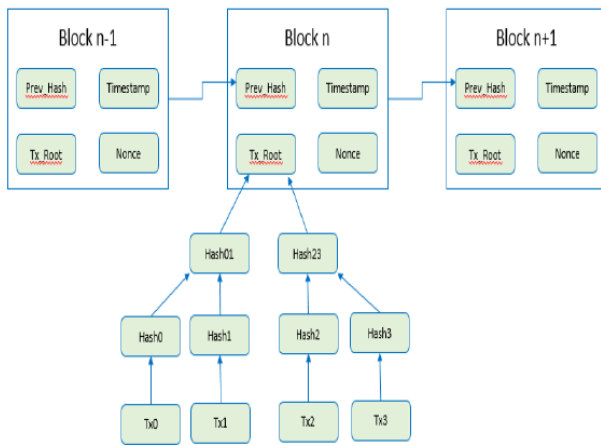 Block n-1
Block n
Block n+1
Prev_Hash
Timestamp
Prev_Hash
Timestamp
Prev_Hash
Timestamp
Tx_Root
Nonce
Tx_Root
Nonce
Tx_Root
Nonce
Hash01
Hash23
Hash0
Hash1
Hash2
Hash3
Tx0
Tx1
Tx2
Tx3